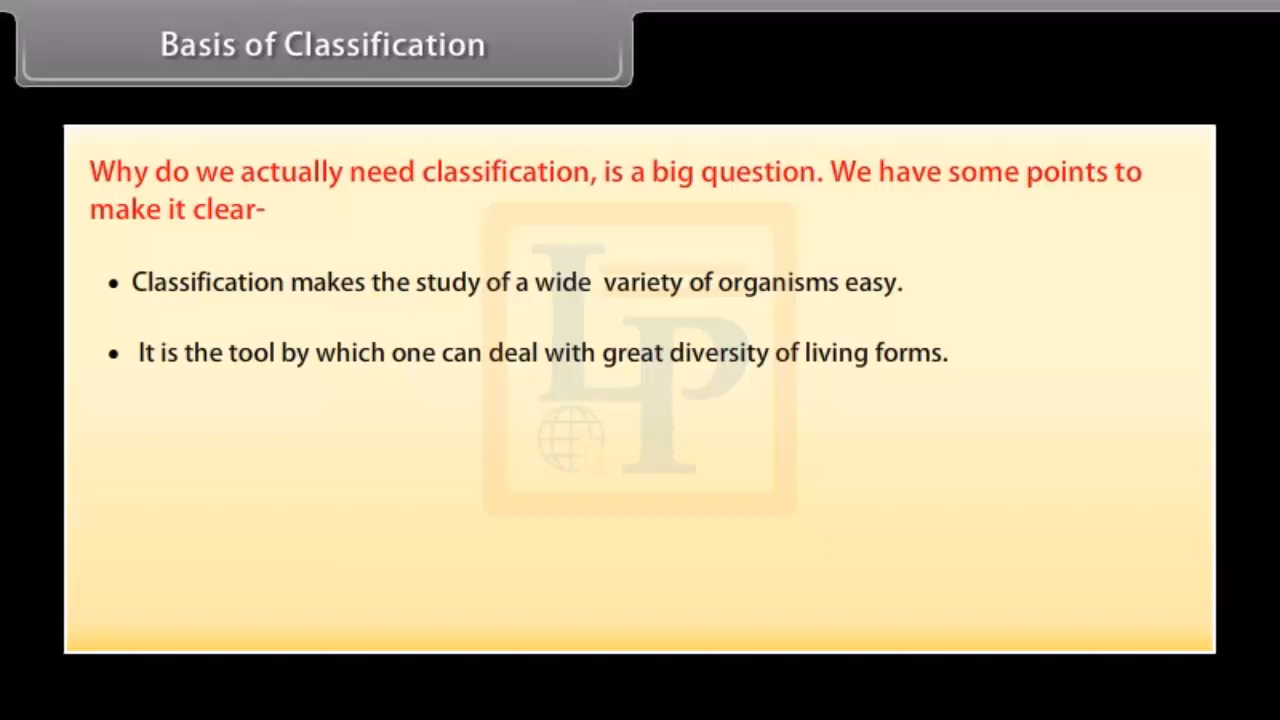 Basis of Classification
Why do we actually need classification, is a big question. We have some points to
make it clear-
• Classification makes the study of a wide variety of organisms easy.
• It is the tool by which one can deal with great diversity of living forms.
LP